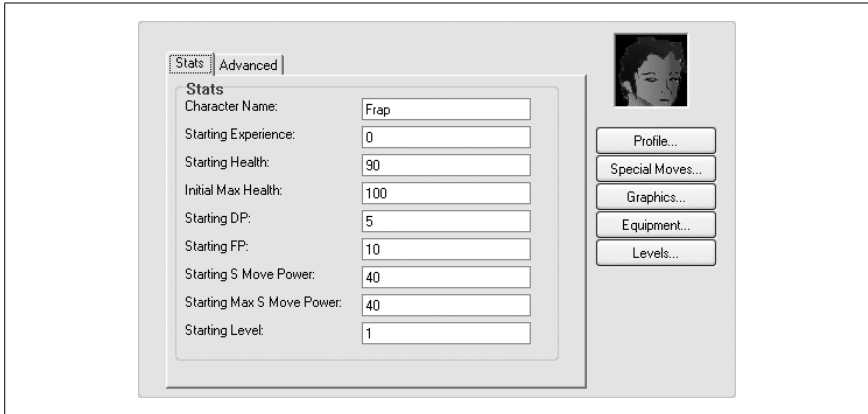 Stats Advanced
Stats
Character Name: Frap
Starting Experience: 0
Starting Health: 90
Initial Max Health: 100
Starting DP: 5
Starting FP: 10
Starting S Move Power: 40
Starting Max S Move Power: 40
Starting Level: 1
Profile...
Special Moves...
Graphics...
Equipment...
Levels...